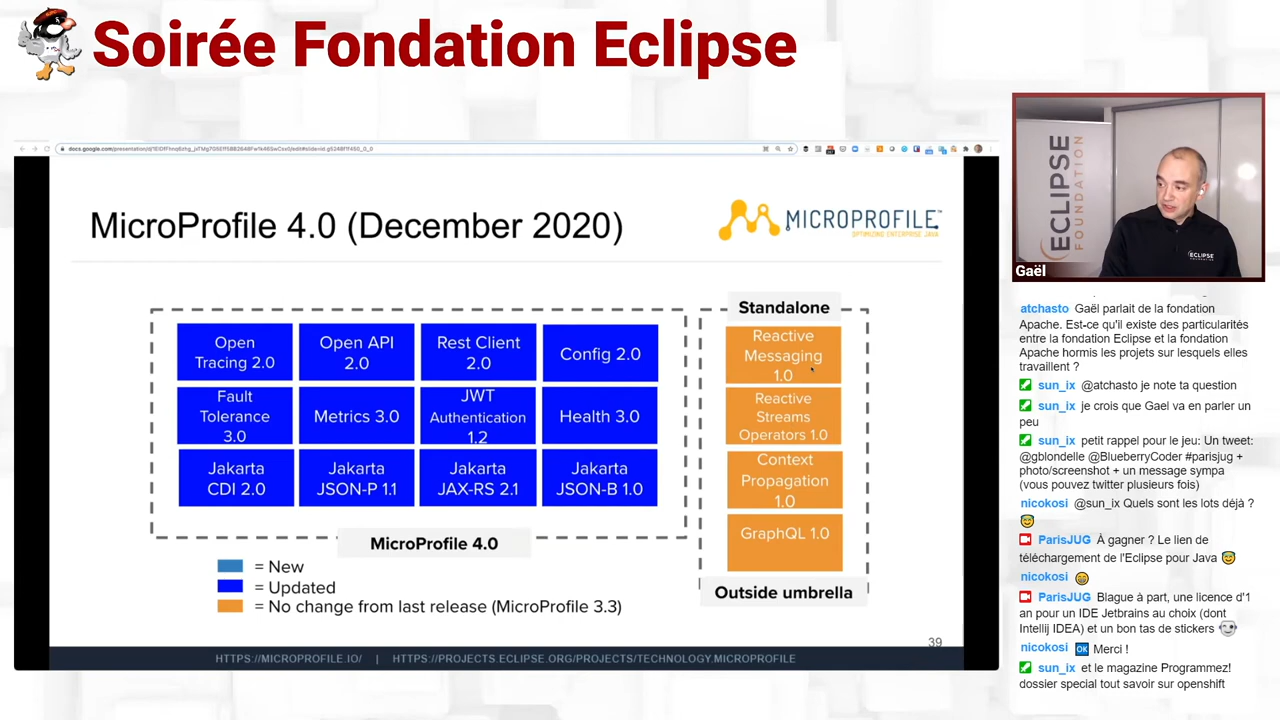 Soirée Fondation Eclipse
MicroProfile 4.0 (December 2020)
MICROPROFILE™
OPTIMIZING ENTERPRISE JAVA
Open
Tracing 2.0
Open API
2.0
Rest Client
2.0
Config 2.0
Fault
Tolerance
3.0
Metrics 3.0
JWT
Authentication
1.2
Health 3.0
Jakarta
CDI 2.0
Jakarta
JSON-P 1.1
Jakarta
JAX-RS 2.1
Jakarta
JSON-B 1.0
MicroProfile 4.0
Standalone
Reactive
Messaging
1.0
Reactive
Streams
Operators 1.0
Context
Propagation
1.0
GraphQL 1.0
Outside umbrella
= New
= Updated
= No change from last release (MicroProfile 3.3)
39
HTTPS://MICROPROFILE.IO/ | HTTPS://PROJECTS.ECLIPSE.ORG/PROJECTS/TECHNOLOGY.MICROPROFILE
ECLIPSE
FOUNDATION
ECLIPSE
Gaël
atchasto Gaël parlait de la fondation
Apache. Est-ce qu'il existe des particularités
entre la fondation Eclipse et la fondation
Apache hormis les projets sur lesquels elles
travaillent ?
sun_ix @atchasto je note ta question
sun_ix je crois que Gael va en parler un
peu
sun_ix petit rappel pour le jeu: Un tweet:
@gblondelle @BlueberryCoder #parisjug +
photo/screenshot + un message sympa
(vous pouvez twitter plusieurs fois)
nicokosi @sun_ix Quels sont les lots déjà ?
ParisJUG À gagner ? Le lien de
téléchargement de l'Eclipse pour Java
nicokosi
ParisJUG Blague à part, une licence d'1
an pour un IDE Jetbrains au choix (dont
Intellij IDEA) et un bon tas de stickers
nicokosi OK Merci !
sun_ix et le magazine Programmez!
dossier special tout savoir sur openshift